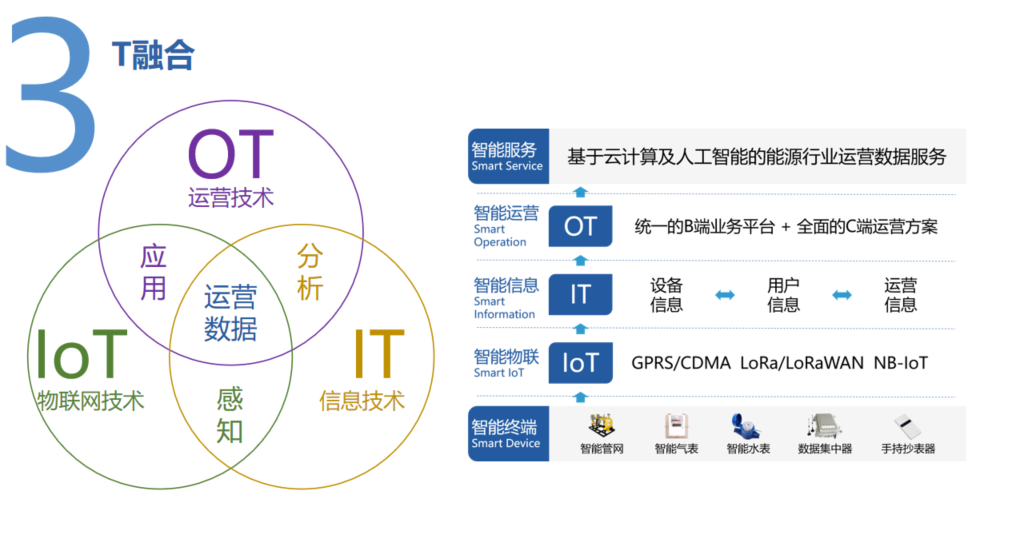 3
T融合
OT
运营技术
应
用
分
析
运营
数据
IoT
物联网技术
IT
信息技术
感
知
智能服务
Smart Service
基于云计算及人工智能的能源行业运营数据服务
智能运营
Smart
Operation
OT
统一的B端业务平台 + 全面的C端运营方案
智能信息
Smart
Information
IT
设备
信息
用户
信息
运营
信息
智能物联
Smart IoT
IoT
GPRS/CDMA LoRa/LoRaWAN NB-IoT
智能终端
Smart Device
智能管网
智能气表
智能水表
数据集中器
手持抄表器